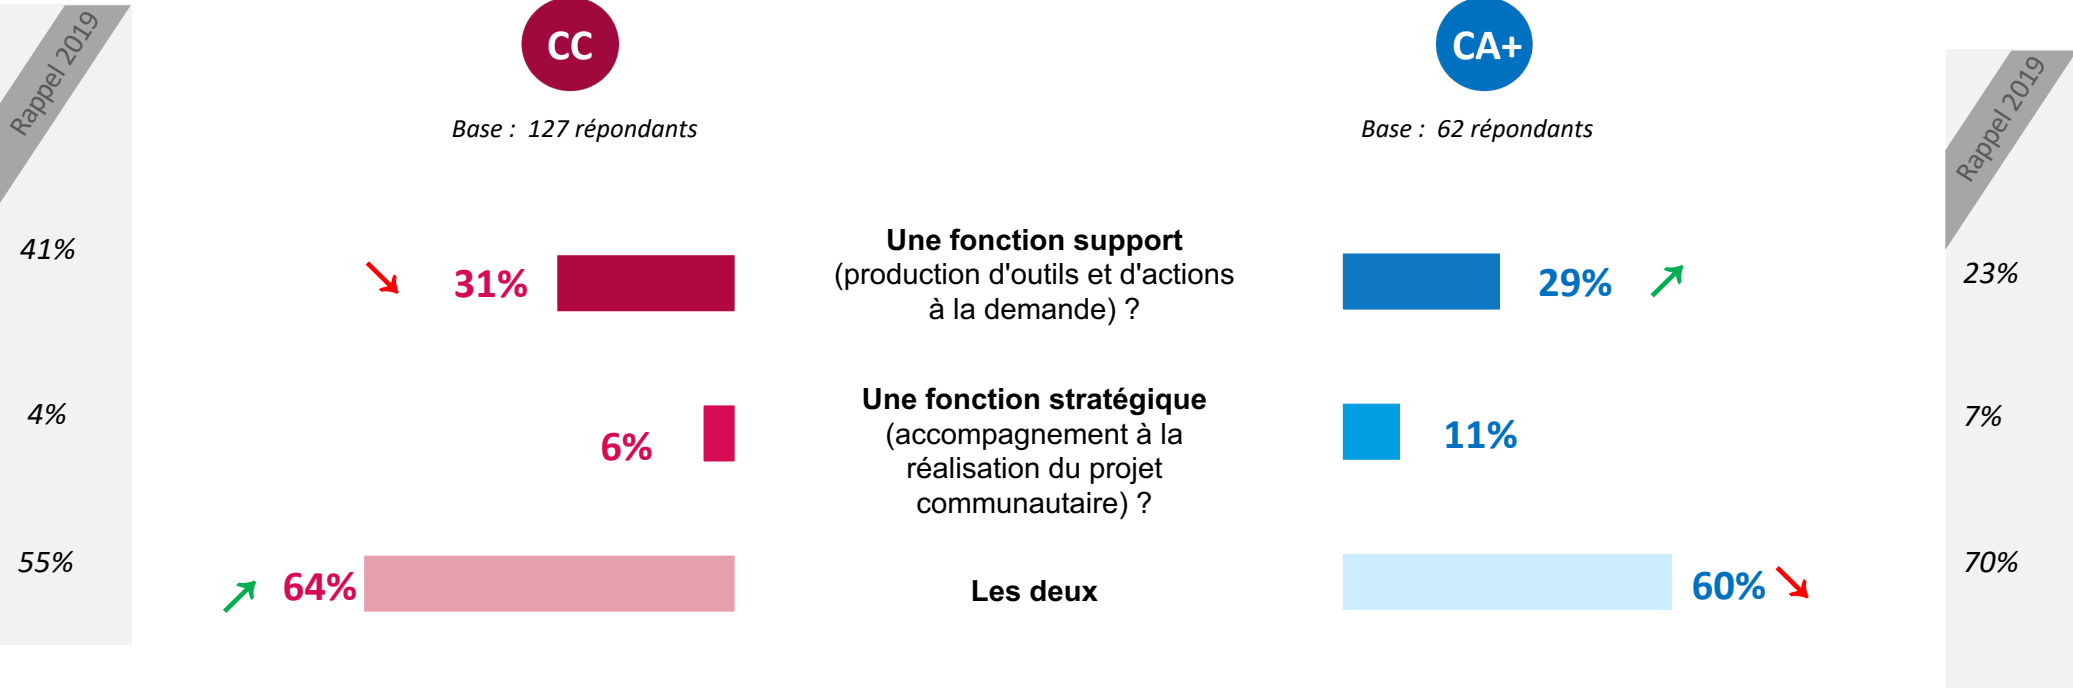 Rappel 2019
CC
CA+
Rappel 2019
Base :  127 répondants
Base :  62 répondants
41%
31%
Une fonction support
(production d'outils et d'actions
à la demande) ?
29%
23%
4%
6%
Une fonction stratégique
(accompagnement à la
réalisation du projet
communautaire) ?
11%
7%
55%
64%
Les deux
60%
70%